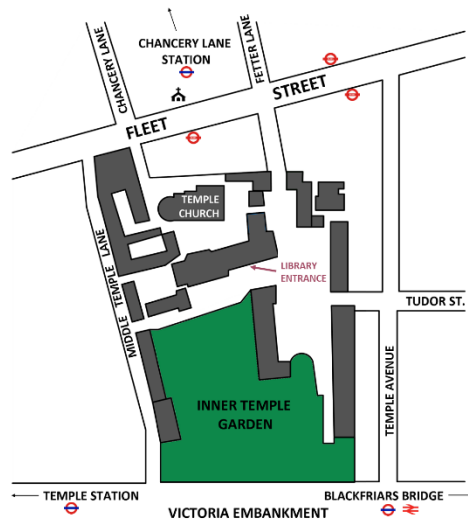 CHANCERY LANE
STATION
CHANCERY LANE
FETTER LANE
FLEET
STREET
TEMPLE
CHURCH
LIBRARY
ENTRANCE
MIDDLE TEMPLE LANE
TUDOR ST.
TEMPLE AVENUE
INNER TEMPLE
GARDEN
TEMPLE STATION
BLACKFRIARS BRIDGE
VICTORIA EMBANKMENT